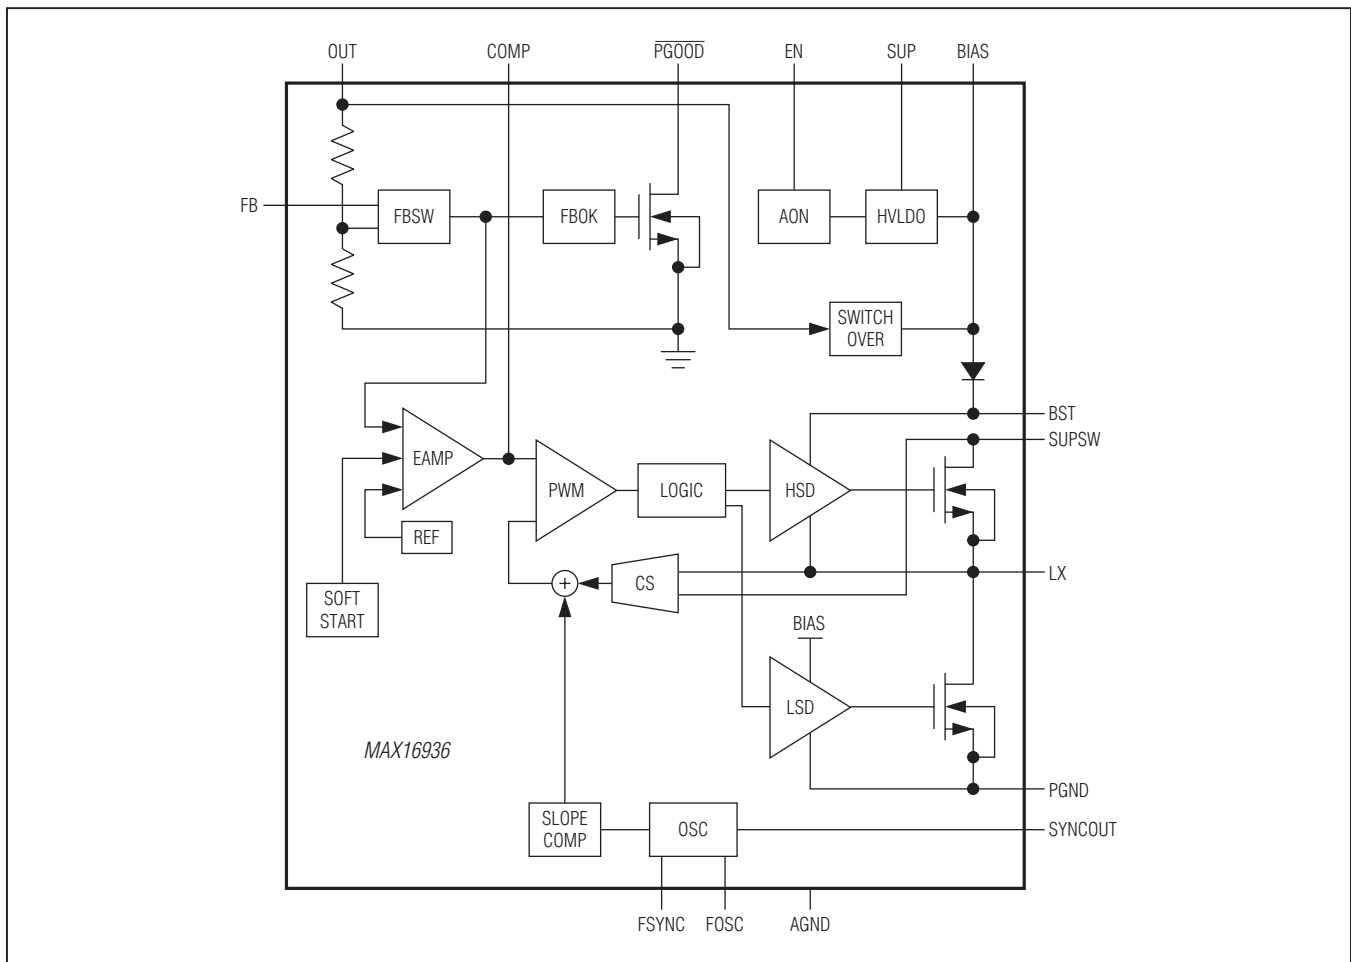 OUT COMP PGOOD EN SUP BIAS
FB FBSW FBOK AON HVLDO
SWITCH
OVER
BST
SUPSW
EAMP PWM LOGIC HSD
REF
LX
CS
+
SOFT
START
BIAS
LSD
MAX16936
PGND
SLOPE
COMP
OSC SYNCOUT
FSYNC FOSC AGND